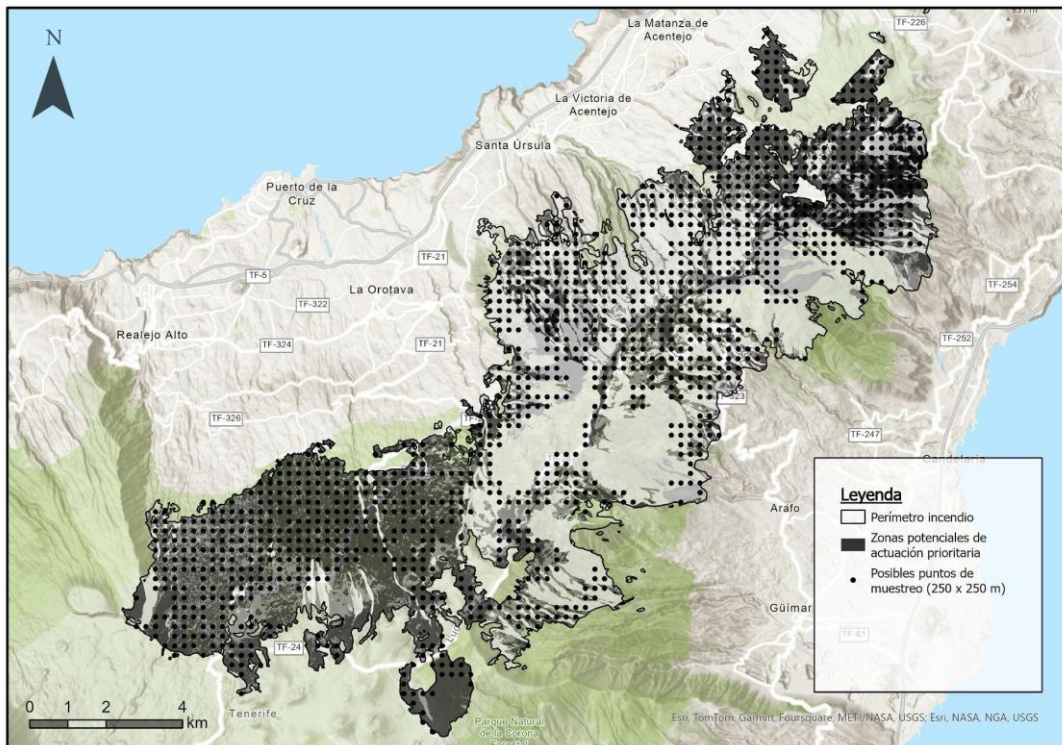 N
La Matanza de
Acentejo
TF-226
La Victoria de
Acentejo
Santa Úrsula
Puerto de la
Cruz
TF-21
TF-5
La Orotava
TF-322
TF-254
Realejo Alto
TF-324
TF-21
TF-252
TF-326
TF-247
Candelaria
Arafo
Güímar
TF-61
TF-24
Tenerife
Parque Natural
de la Corona
Forestal
Leyenda
Perímetro incendio
Zonas potenciales de
actuación prioritaria
Posibles puntos de
muestreo (250 x 250 m)
0 1 2 4
km
Esri, TomTom, Garmin, Foursquare, METI/NASA, USGS; Esri, NASA, NGA, USGS